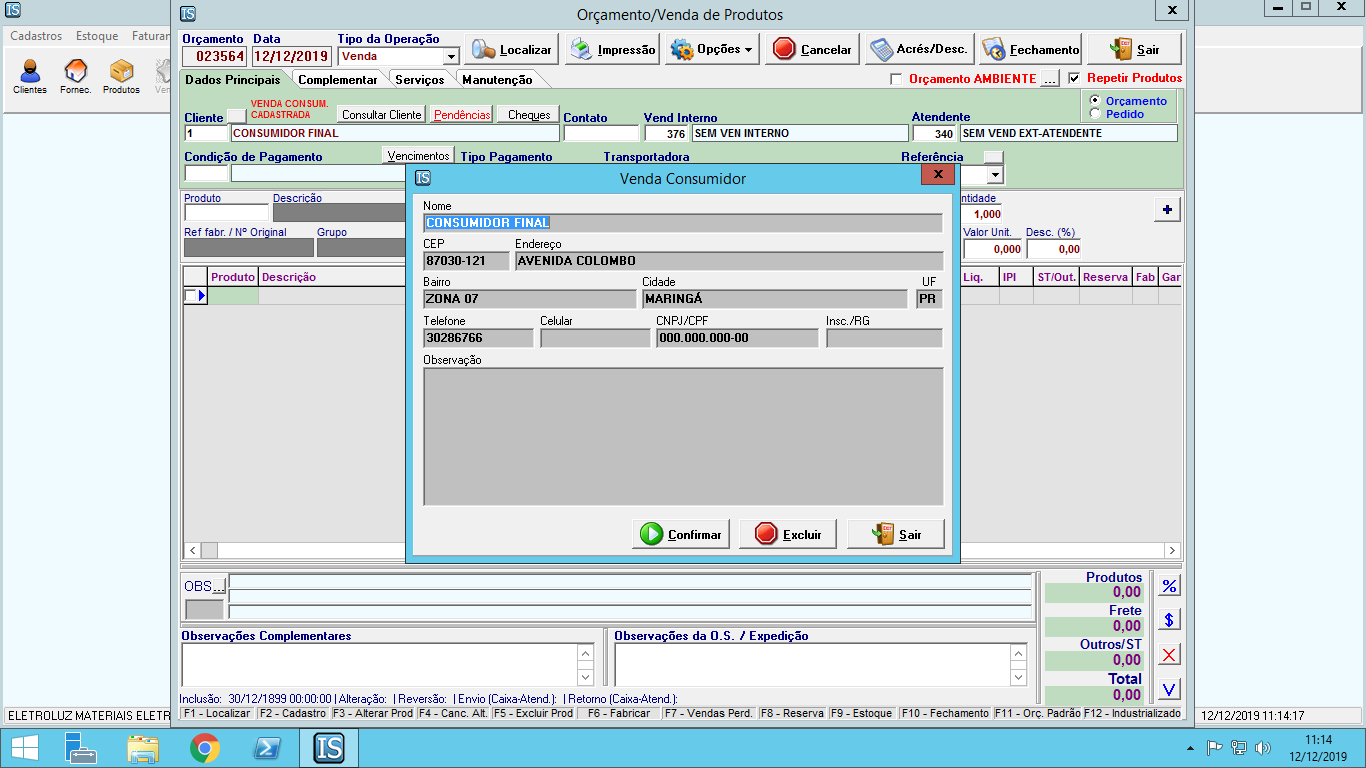 IS
Orçamento/Venda de Produtos
x
Cadastros Estoque Faturar
Clientes Fornec. Produtos
Orçamento Data Tipo da Operação
023564 12/12/2019 Venda
Localizar Impressão Opções Cancelar Acrés/Desc. Fechamento Sair
Dados Principais Complementar Serviços Manutenção
Orçamento AMBIENTE ... Repetir Produtos
Cliente VENDA CONSUM. CADASTRADA Consultar Cliente Pendências Cheques Contato Vend Interno Atendente Orçamento
Pedido
1 CONSUMIDOR FINAL 376 SEM VEN INTERNO 340 SEM VEND EXT-ATENDENTE
Condição de Pagamento Vencimentos Tipo Pagamento Transportadora Referência
IS Venda Consumidor x
Produto Descrição ntidade
1,000 +
Ref fabr. / Nº Original Grupo Valor Unit. Desc. (%)
0,000 0,00
Produto Descrição Liq. IPI ST/Out. Reserva Fab Gar
Nome
CONSUMIDOR FINAL
CEP Endereço
87030-121 AVENIDA COLOMBO
Bairro Cidade UF
ZONA 07 MARINGÁ PR
Telefone Celular CNPJ/CPF Insc./RG
30286766 000.000.000-00
Observação
Confirmar Excluir Sair
OBS...
Produtos
0,00 %
Frete
0,00 $
Outros/ST
0,00 X
Total
0,00 V
Observações Complementares Observações da O.S. / Expedição
Inclusão: 30/12/1899 00:00:00 | Alteração: | Reversão: | Envio (Caixa-Atend.): | Retorno (Caixa-Atend.):
F1 - Localizar F2 - Cadastro F3 - Alterar Prod F4 - Canc. Alt. F5 - Excluir Prod F6 - Fabricar F7 - Vendas Perd. F8 - Reserva F9 - Estoque F10 - Fechamento F11 - Orç. Padrão F12 - Industrializado
ELETROLUZ MATERIAIS ELETR 12/12/2019 11:14:17
IS 11:14
12/12/2019